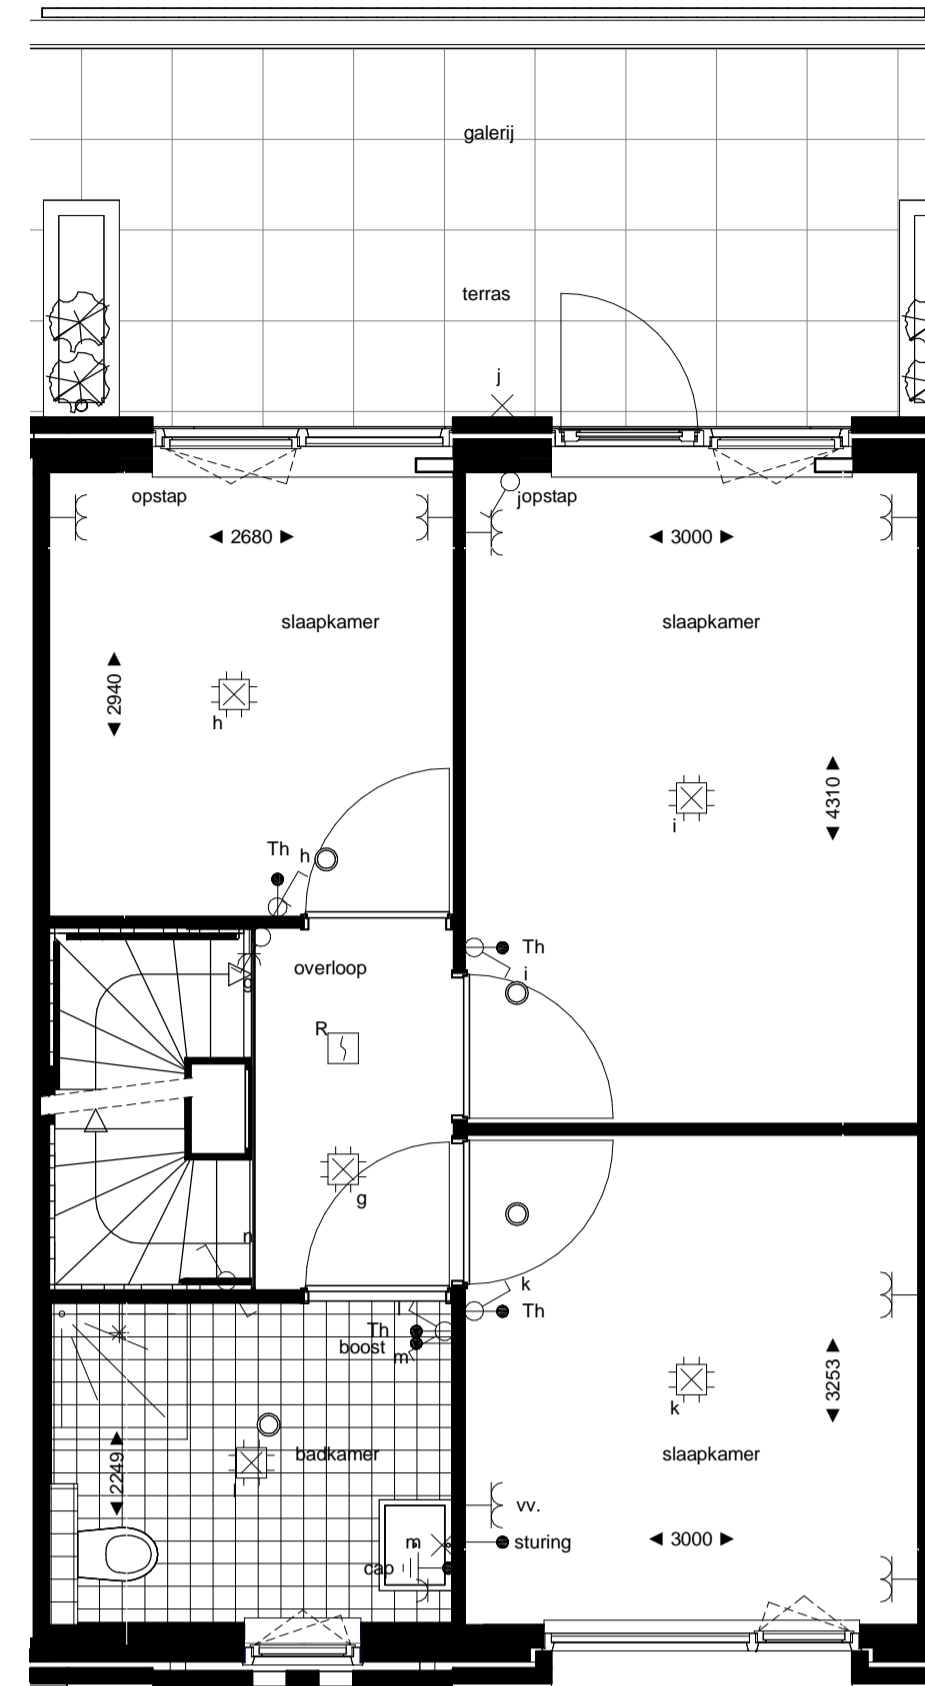 galerij
terras
j
opstap
jopstap
2680
3000
slaapkamer
slaapkamer
2940
h
4310
i
Th h
Th
i
overloop
g
R
g
n
k
Th
Th
boost
m
l
k
3253
badkamer
slaapkamer
2249
l
vv.
m
sturing
3000
cap